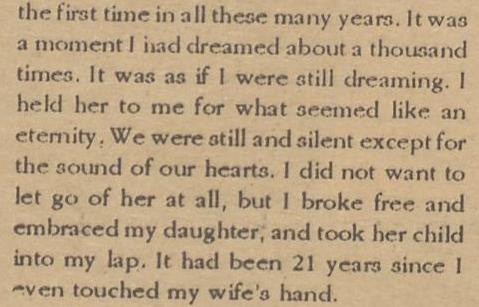 the first time in all these many years. It was
a moment I had dreamed about a thousand
times. It was as if I were still dreaming. I
held her to me for what seemed like an
eternity. We were still and silent except for
the sound of our hearts. I did not want to
let go of her at all, but I broke free and
embraced my daughter, and took her child
into my lap. It had been 21 years since I
even touched my wife's hand.